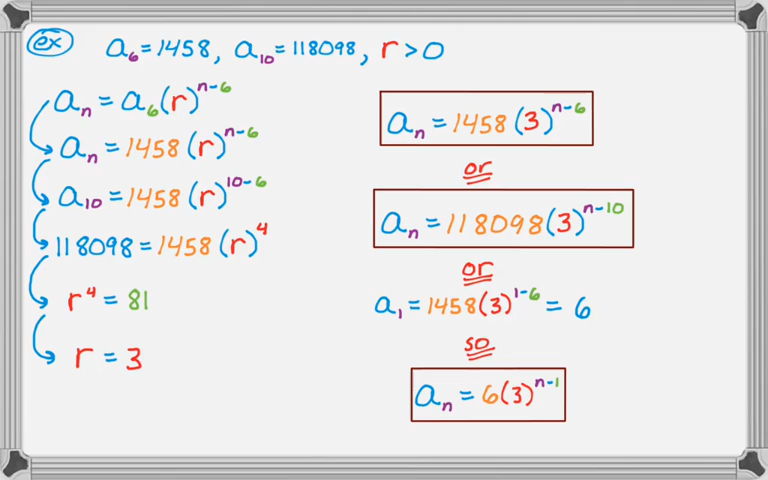 ex a₆ = 1458, a₁₀ = 118098, r > 0
aₙ = a₆(r)ⁿ⁻⁶
aₙ = 1458(r)ⁿ⁻⁶
a₁₀ = 1458(r)¹⁰⁻⁶
118098 = 1458(r)⁴
r⁴ = 81
r = 3
aₙ = 1458(3)ⁿ⁻⁶
or
aₙ = 118098(3)ⁿ⁻¹⁰
or
a₁ = 1458(3)¹⁻⁶ = 6
so
aₙ = 6(3)ⁿ⁻¹